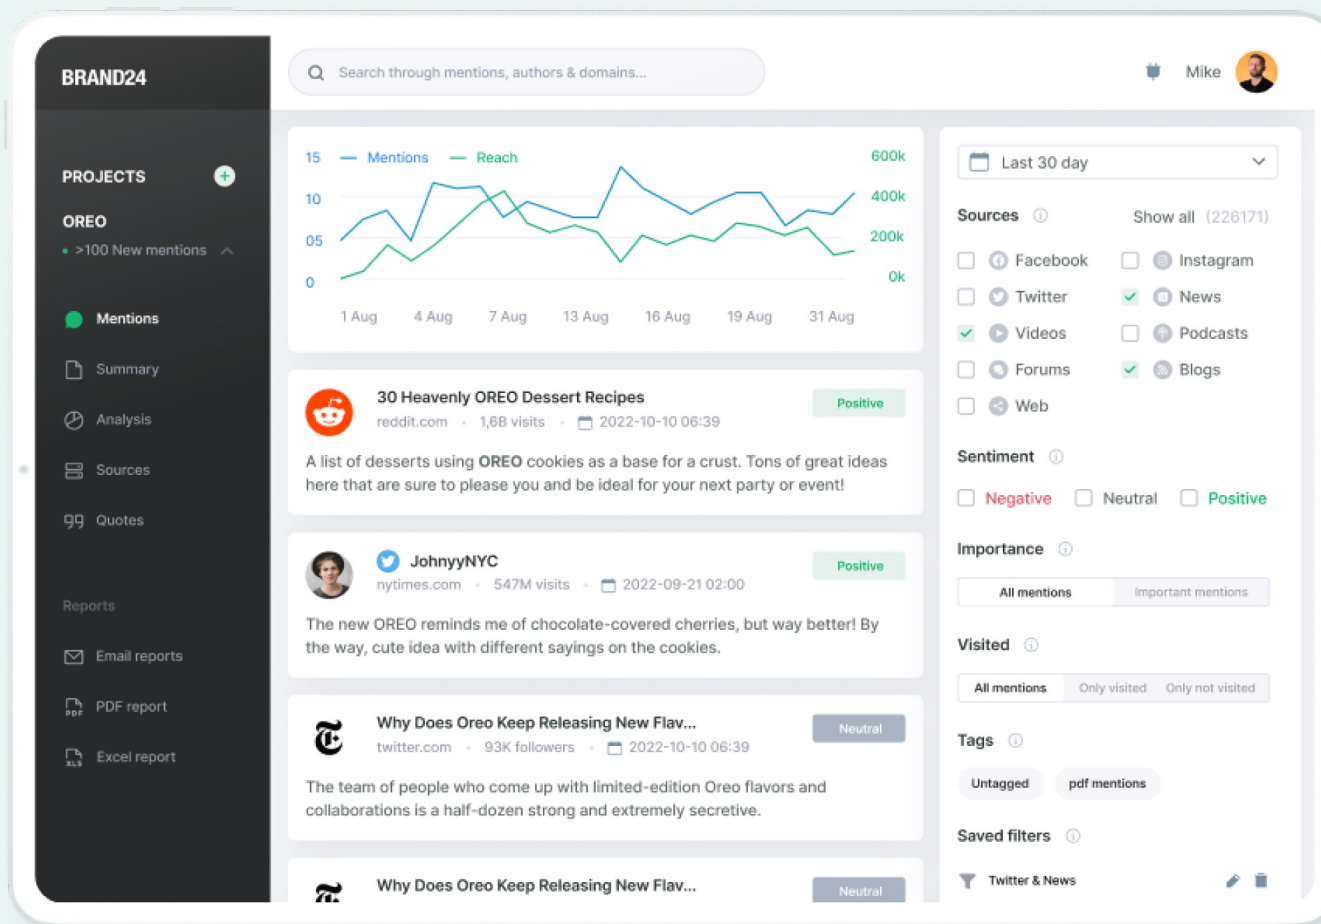 BRAND24
Search through mentions, authors & domains...
Mike
PROJECTS
OREO
>100 New mentions
Mentions
Summary
Analysis
Sources
Quotes
Reports
Email reports
PDF report
Excel report
15 Mentions Reach 600k
10 400k
05 200k
0 0k
1 Aug 4 Aug 7 Aug 13 Aug 16 Aug 19 Aug 31 Aug
30 Heavenly OREO Dessert Recipes
Positive
reddit.com • 1,6B visits • 2022-10-10 06:39
A list of desserts using OREO cookies as a base for a crust. Tons of great ideas
here that are sure to please you and be ideal for your next party or event!
JohnyyNYC
Positive
nytimes.com • 547M visits • 2022-09-21 02:00
The new OREO reminds me of chocolate-covered cherries, but way better! By
the way, cute idea with different sayings on the cookies.
Why Does Oreo Keep Releasing New Flav...
Neutral
twitter.com • 93K followers • 2022-10-10 06:39
The team of people who come up with limited-edition Oreo flavors and
collaborations is a half-dozen strong and extremely secretive.
Why Does Oreo Keep Releasing New Flav...
Neutral
Last 30 day
Sources Show all (226171)
Facebook Instagram
Twitter News
Videos Podcasts
Forums Blogs
Web
Sentiment
Negative Neutral Positive
Importance
All mentions Important mentions
Visited
All mentions Only visited Only not visited
Tags
Untagged pdf mentions
Saved filters
Twitter & News